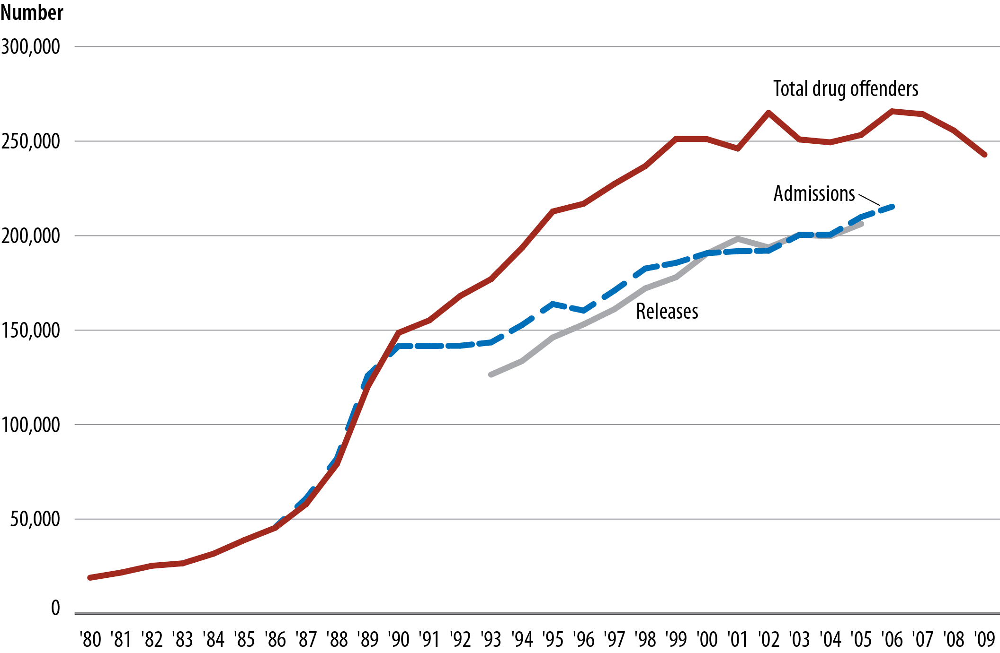 Number
300,000
Total drug offenders
250,000
Admissions
200,000
Releases
150,000
100,000
50,000
0
'80 '81 '82 '83 '84 '85 '86 '87 '88 '89 '90 '91 '92 '93 '94 '95 '96 '97 '98 '99 '00 '01 '02 '03 '04 '05 '06 '07 '08 '09